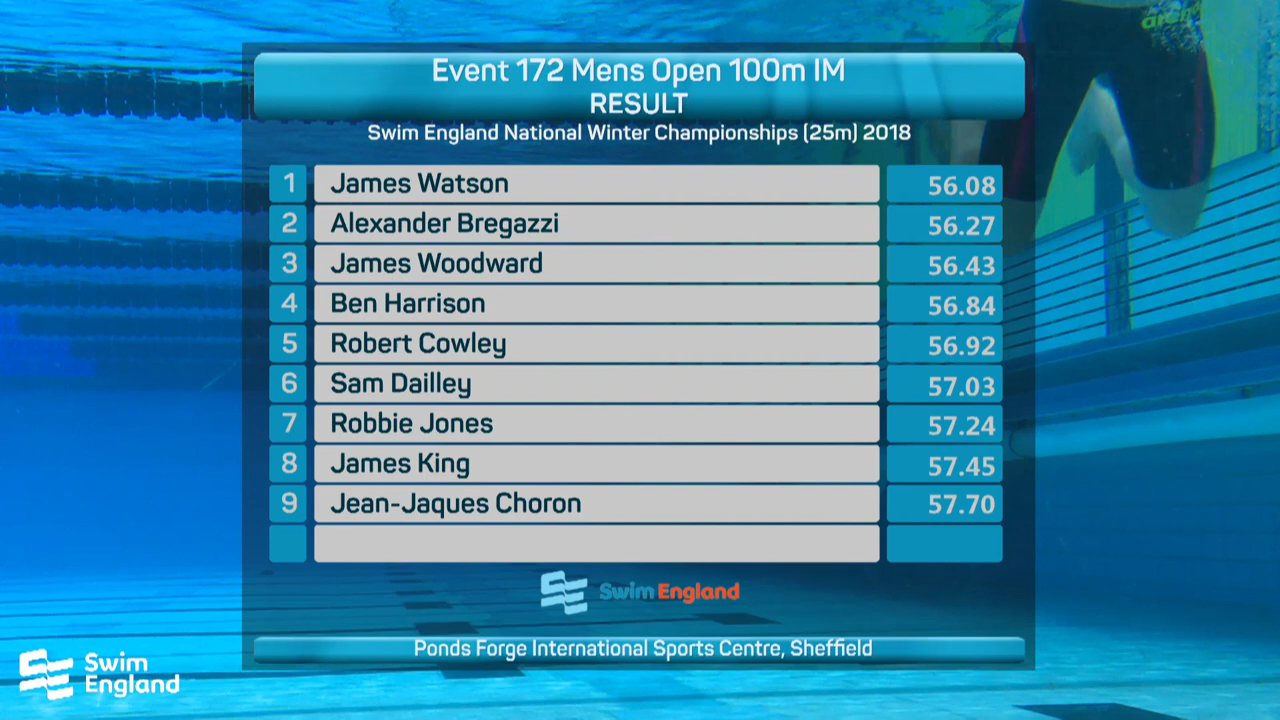 arena
Event 172 Mens Open 100m IM
RESULT
Swim England National Winter Championships (25m) 2018
1 James Watson 56.08
2 Alexander Bregazzi 56.27
3 James Woodward 56.43
4 Ben Harrison 56.84
5 Robert Cowley 56.92
6 Sam Dailley 57.03
7 Robbie Jones 57.24
8 James King 57.45
9 Jean-Jaques Choron 57.70
Swim England
Ponds Forge International Sports Centre, Sheffield
Swim
England